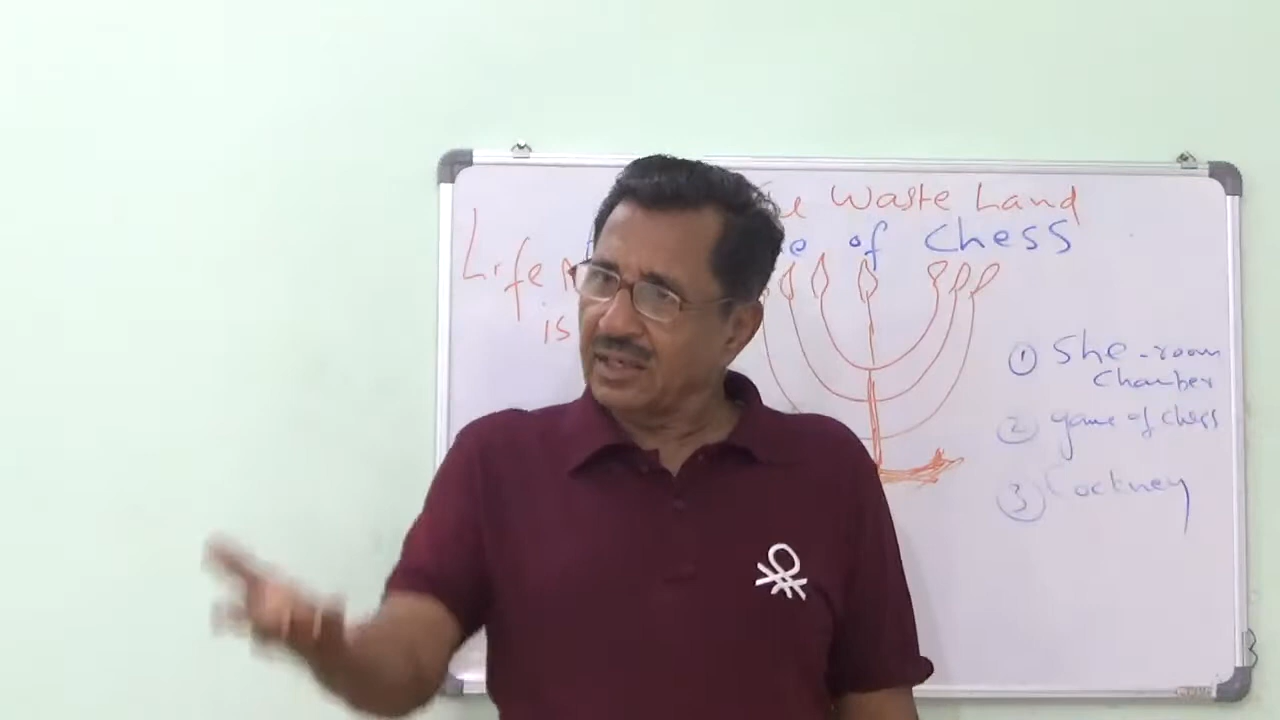 Waste Land
of Chess
Life
is
① She-room
Chamber
② game of chess
③ Cockney